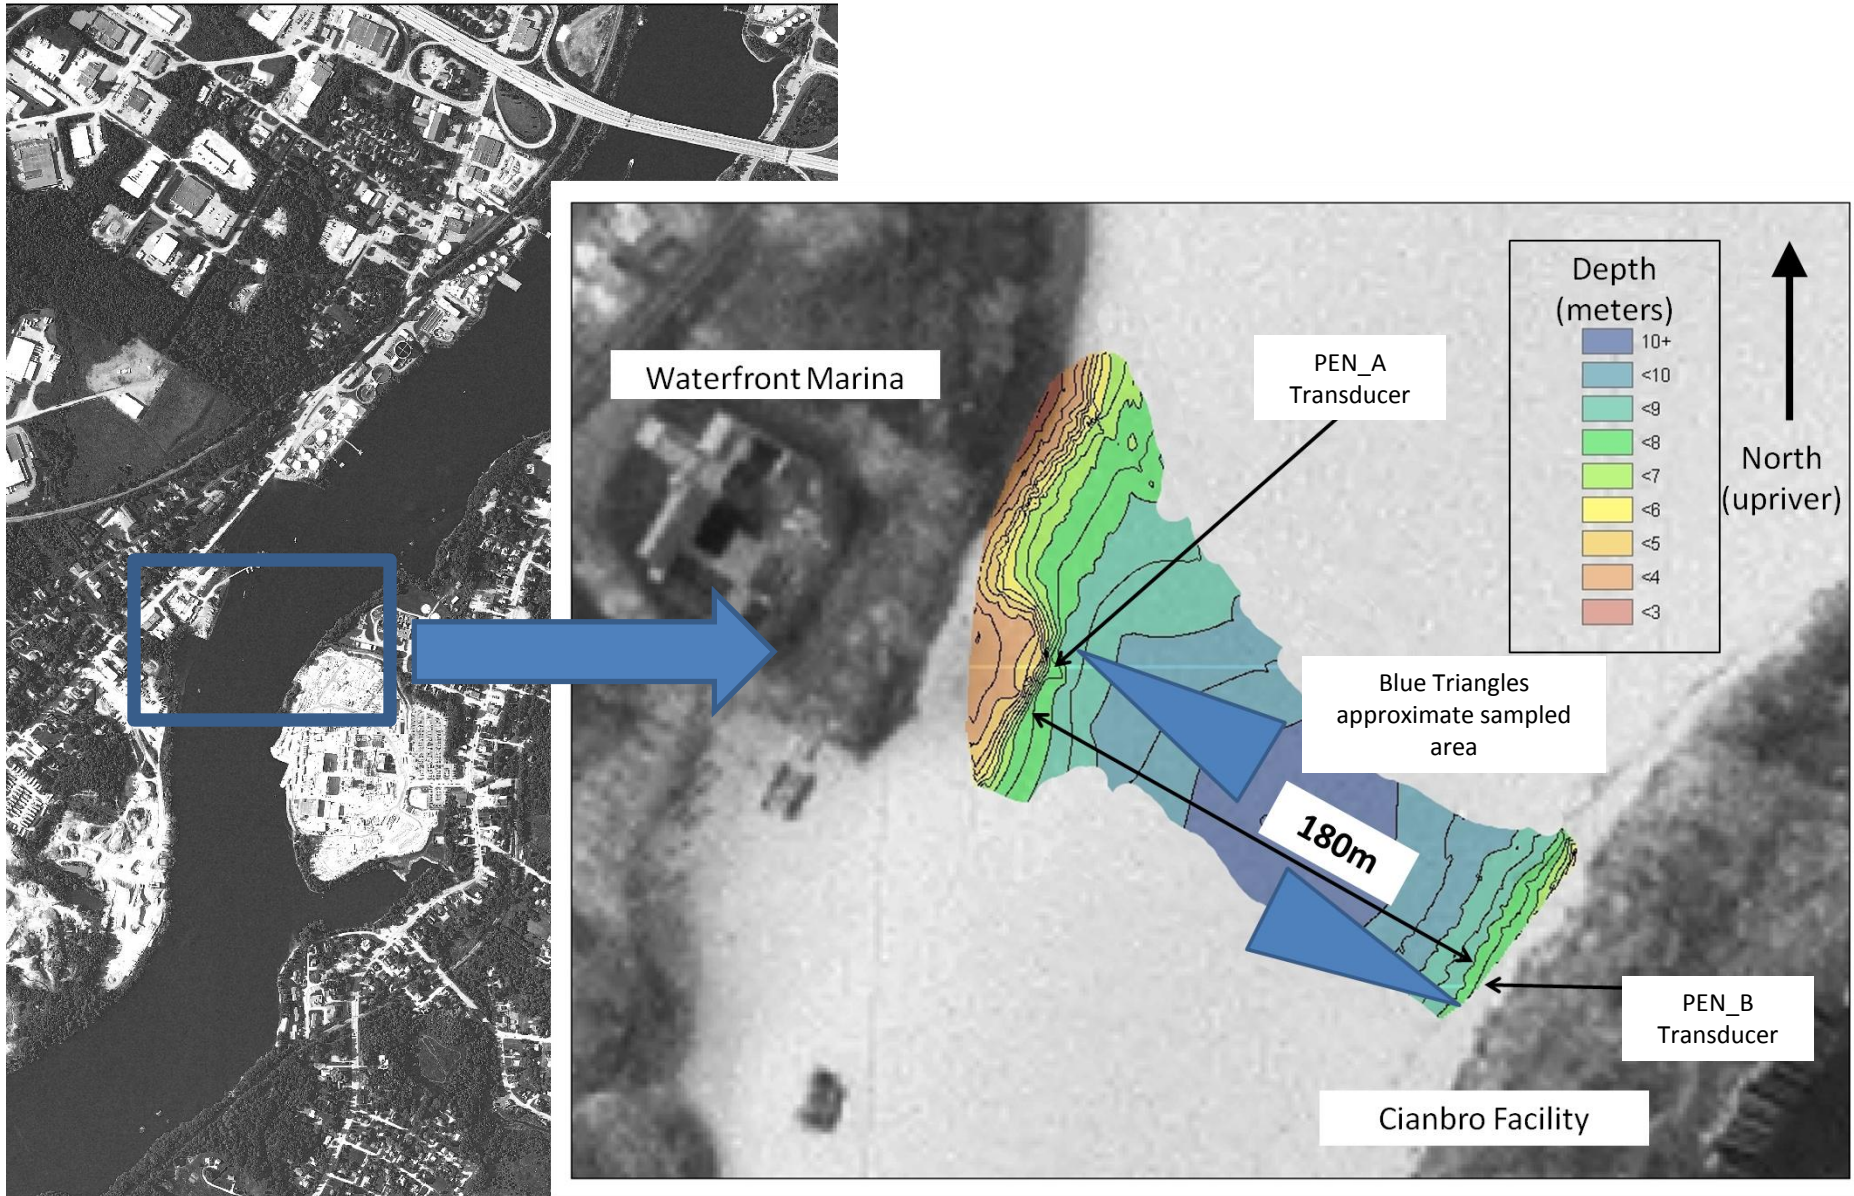 Waterfront Marina
PEN_A
Transducer
Depth
(meters)
10+
<10
<9
<8
<7
<6
<5
<4
<3
North
(upriver)
Blue Triangles
approximate sampled
area
180m
PEN_B
Transducer
Cianbro Facility